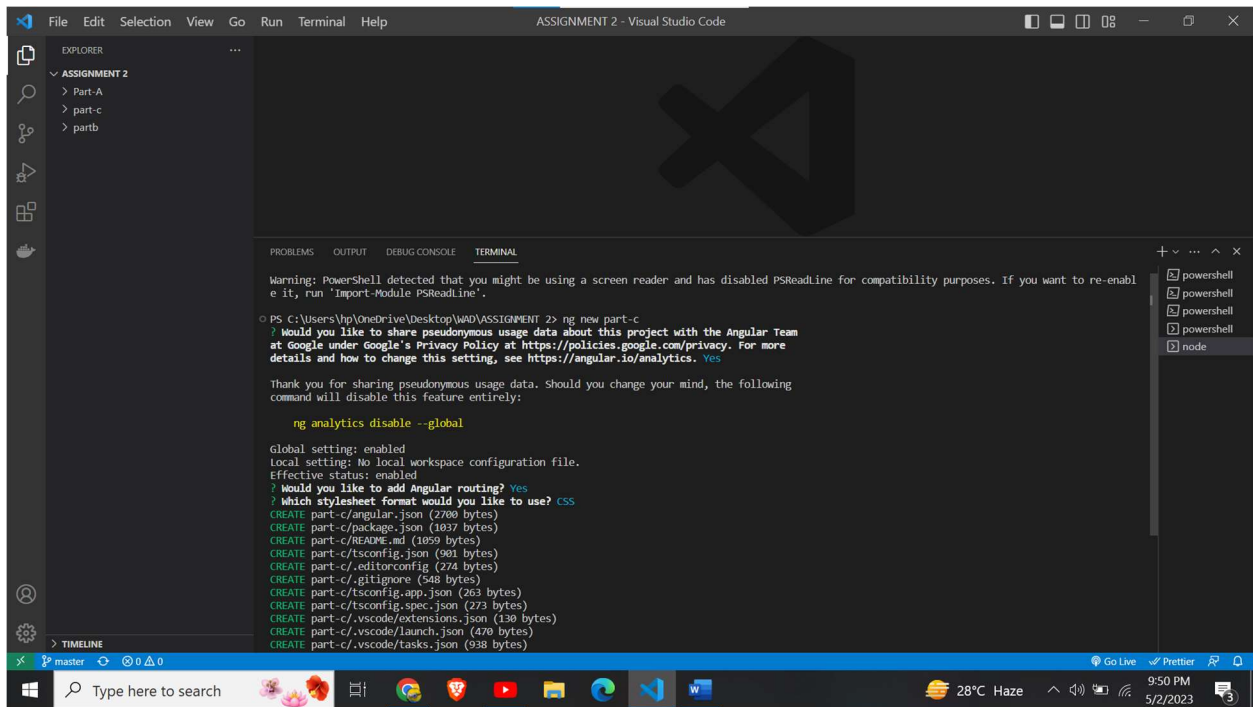 File Edit Selection View Go Run Terminal Help
ASSIGNMENT 2 - Visual Studio Code
EXPLORER
ASSIGNMENT 2
Part-A
part-c
partb
PROBLEMS OUTPUT DEBUG CONSOLE TERMINAL
Warning: PowerShell detected that you might be using a screen reader and has disabled PSReadLine for compatibility purposes. If you want to re-enabl
e it, run 'Import-Module PSReadLine'.
PS C:\Users\hp\OneDrive\Desktop\WAD\ASSIGNMENT 2> ng new part-c
? Would you like to share pseudonymous usage data about this project with the Angular Team
at Google under Google's Privacy Policy at https://policies.google.com/privacy. For more
details and how to change this setting, see https://angular.io/analytics. Yes
Thank you for sharing pseudonymous usage data. Should you change your mind, the following
command will disable this feature entirely:
ng analytics disable --global
Global setting: enabled
Local setting: No local workspace configuration file.
Effective status: enabled
? Would you like to add Angular routing? Yes
? Which stylesheet format would you like to use? CSS
CREATE part-c/angular.json (2700 bytes)
CREATE part-c/package.json (1037 bytes)
CREATE part-c/README.md (1059 bytes)
CREATE part-c/tsconfig.json (901 bytes)
CREATE part-c/.editorconfig (274 bytes)
CREATE part-c/.gitignore (548 bytes)
CREATE part-c/tsconfig.app.json (263 bytes)
CREATE part-c/tsconfig.spec.json (273 bytes)
CREATE part-c/.vscode/extensions.json (130 bytes)
CREATE part-c/.vscode/launch.json (470 bytes)
CREATE part-c/.vscode/tasks.json (938 bytes)
powershell
powershell
powershell
powershell
node
TIMELINE
master 0 0
Go Live Prettier
Type here to search
28°C Haze
9:50 PM
5/2/2023
3